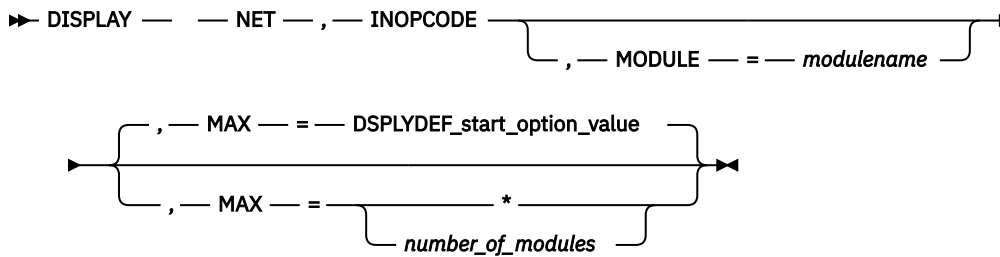 DISPLAY NET , INOPCODE
, MODULE = modulename
, MAX = DSPLYDEF_start_option_value
, MAX = *
number_of_modules